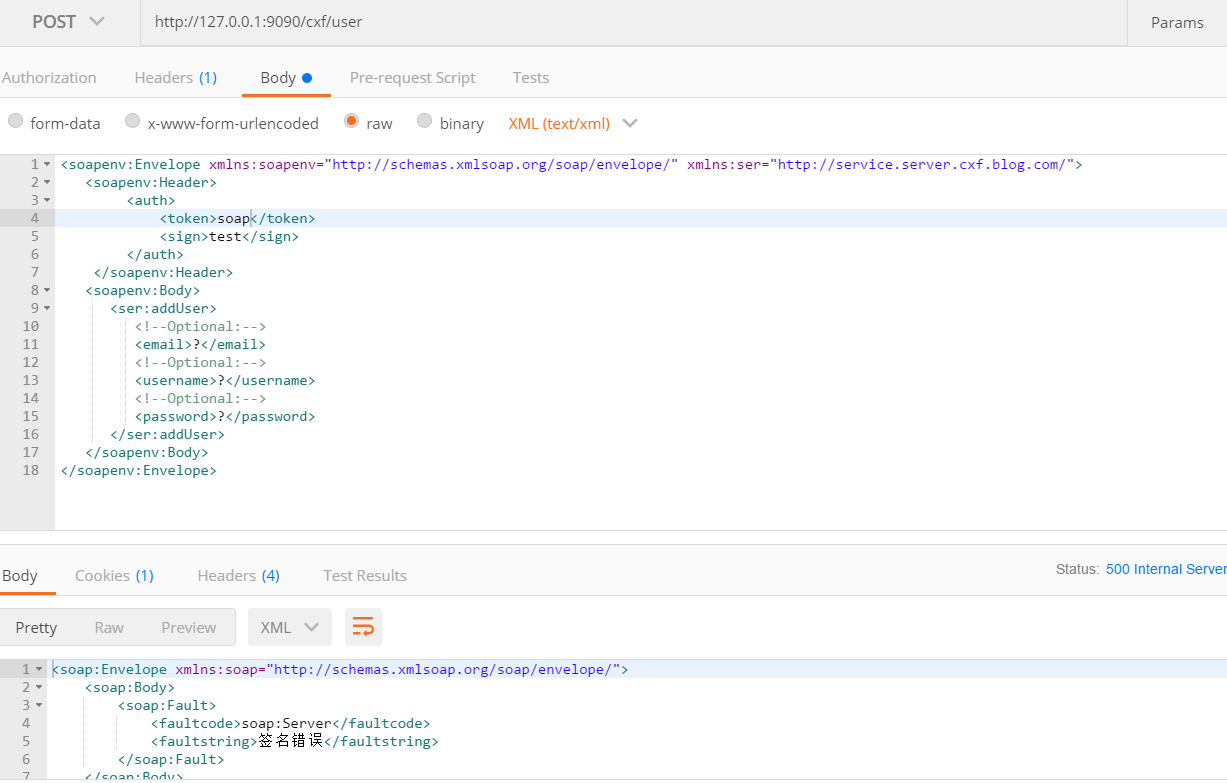 POST http://127.0.0.1:9090/cxf/user Params
Authorization Headers (1) Body Pre-request Script Tests
form-data x-www-form-urlencoded raw binary XML (text/xml)
1 <soapenv:Envelope xmlns:soapenv="http://schemas.xmlsoap.org/soap/envelope/" xmlns:ser="http://service.server.cxf.blog.com/">
2 <soapenv:Header>
3 <auth>
4 <token>soap</token>
5 <sign>test</sign>
6 </auth>
7 </soapenv:Header>
8 <soapenv:Body>
9 <ser:addUser>
10 <!--Optional:-->
11 <email>?</email>
12 <!--Optional:-->
13 <username>?</username>
14 <!--Optional:-->
15 <password>?</password>
16 </ser:addUser>
17 </soapenv:Body>
18 </soapenv:Envelope>
Body Cookies (1) Headers (4) Test Results Status: 500 Internal Server
Pretty Raw Preview XML
1 <soap:Envelope xmlns:soap="http://schemas.xmlsoap.org/soap/envelope/">
2 <soap:Body>
3 <soap:Fault>
4 <faultcode>soap:Server</faultcode>
5 <faultstring>签名错误</faultstring>
6 </soap:Fault>
7 </soap:Body>